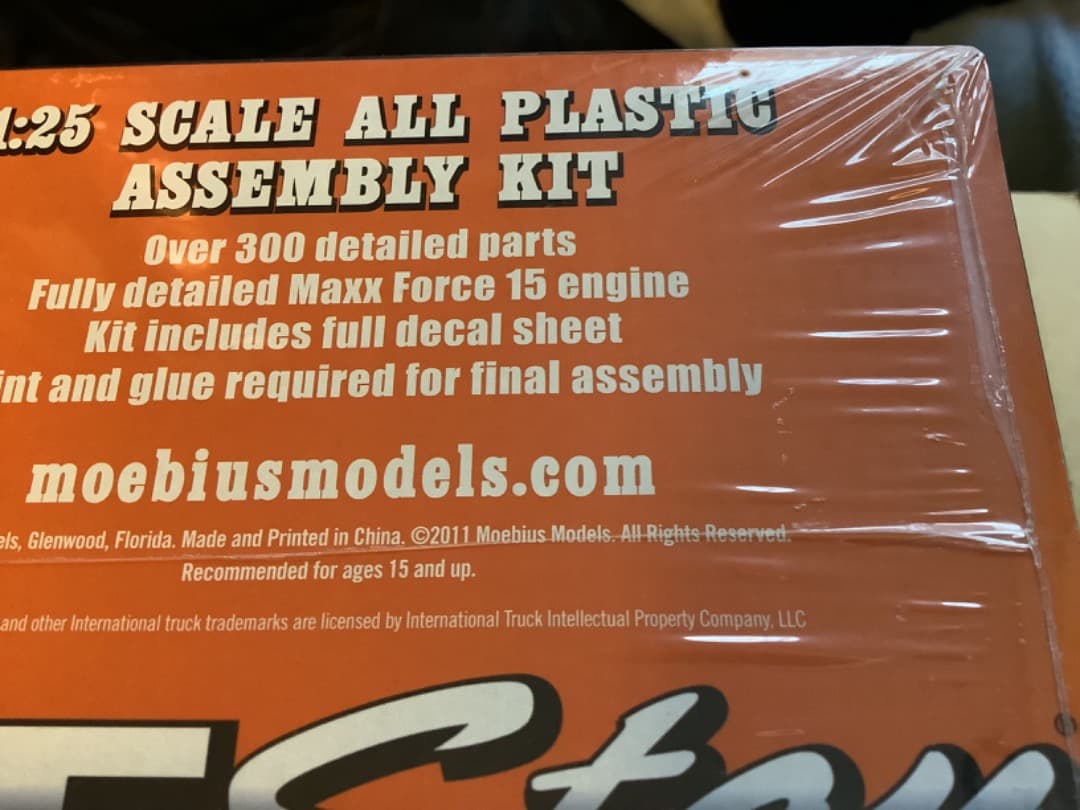 1:25 SCALE ALL PLASTIC
ASSEMBLY KIT
Over 300 detailed parts
Fully detailed Maxx Force 15 engine
Kit includes full decal sheet
int and glue required for final assembly
moebiusmodels.com
els, Glenwood, Florida. Made and Printed in China. ©2011 Moebius Models. All Rights Reserved.
Recommended for ages 15 and up.
and other International truck trademarks are licensed by International Truck Intellectual Property Company, LLC